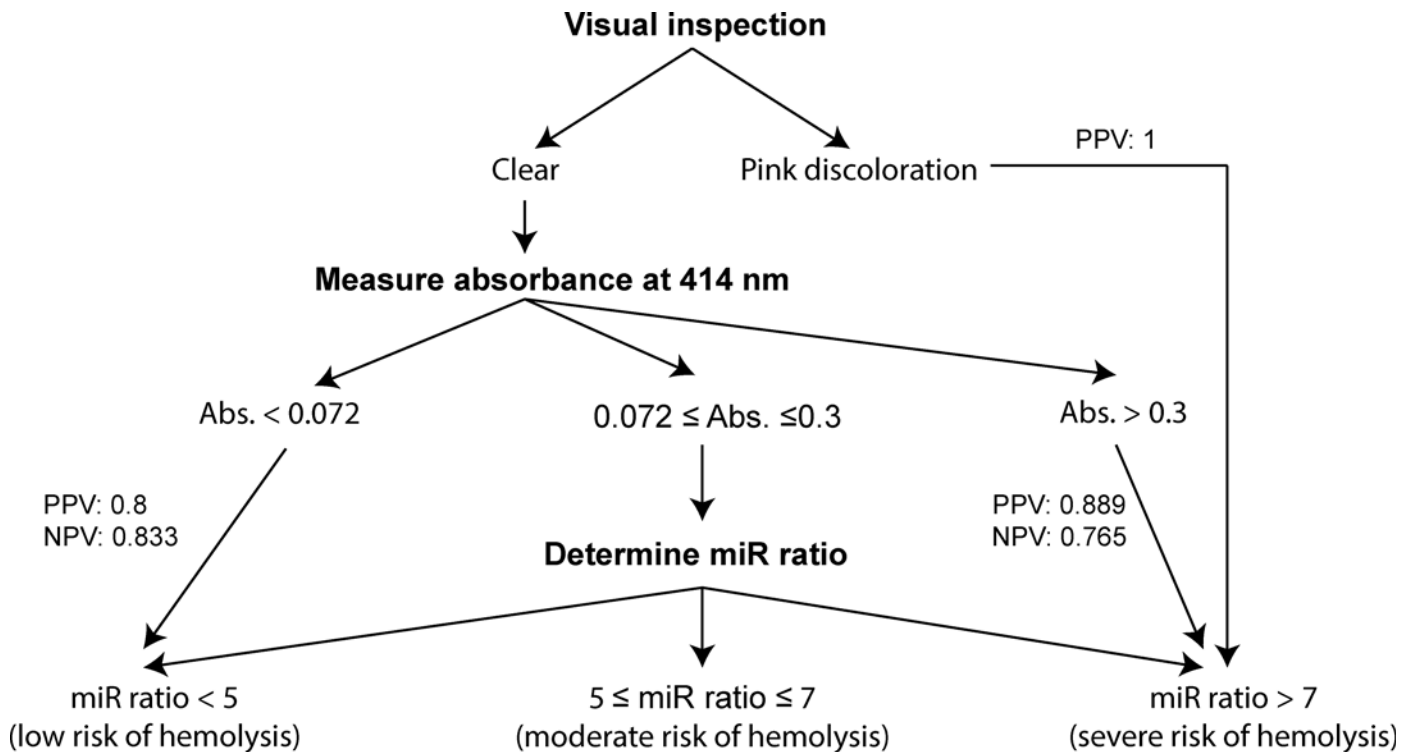 Visual inspection
PPV: 1
Clear
Pink discoloration
Measure absorbance at 414 nm
Abs. < 0.072
0.072 ≤ Abs. ≤0.3
Abs. > 0.3
PPV: 0.8
NPV: 0.833
PPV: 0.889
NPV: 0.765
Determine miR ratio
miR ratio < 5
(low risk of hemolysis)
5 ≤ miR ratio ≤ 7
(moderate risk of hemolysis)
miR ratio > 7
(severe risk of hemolysis)